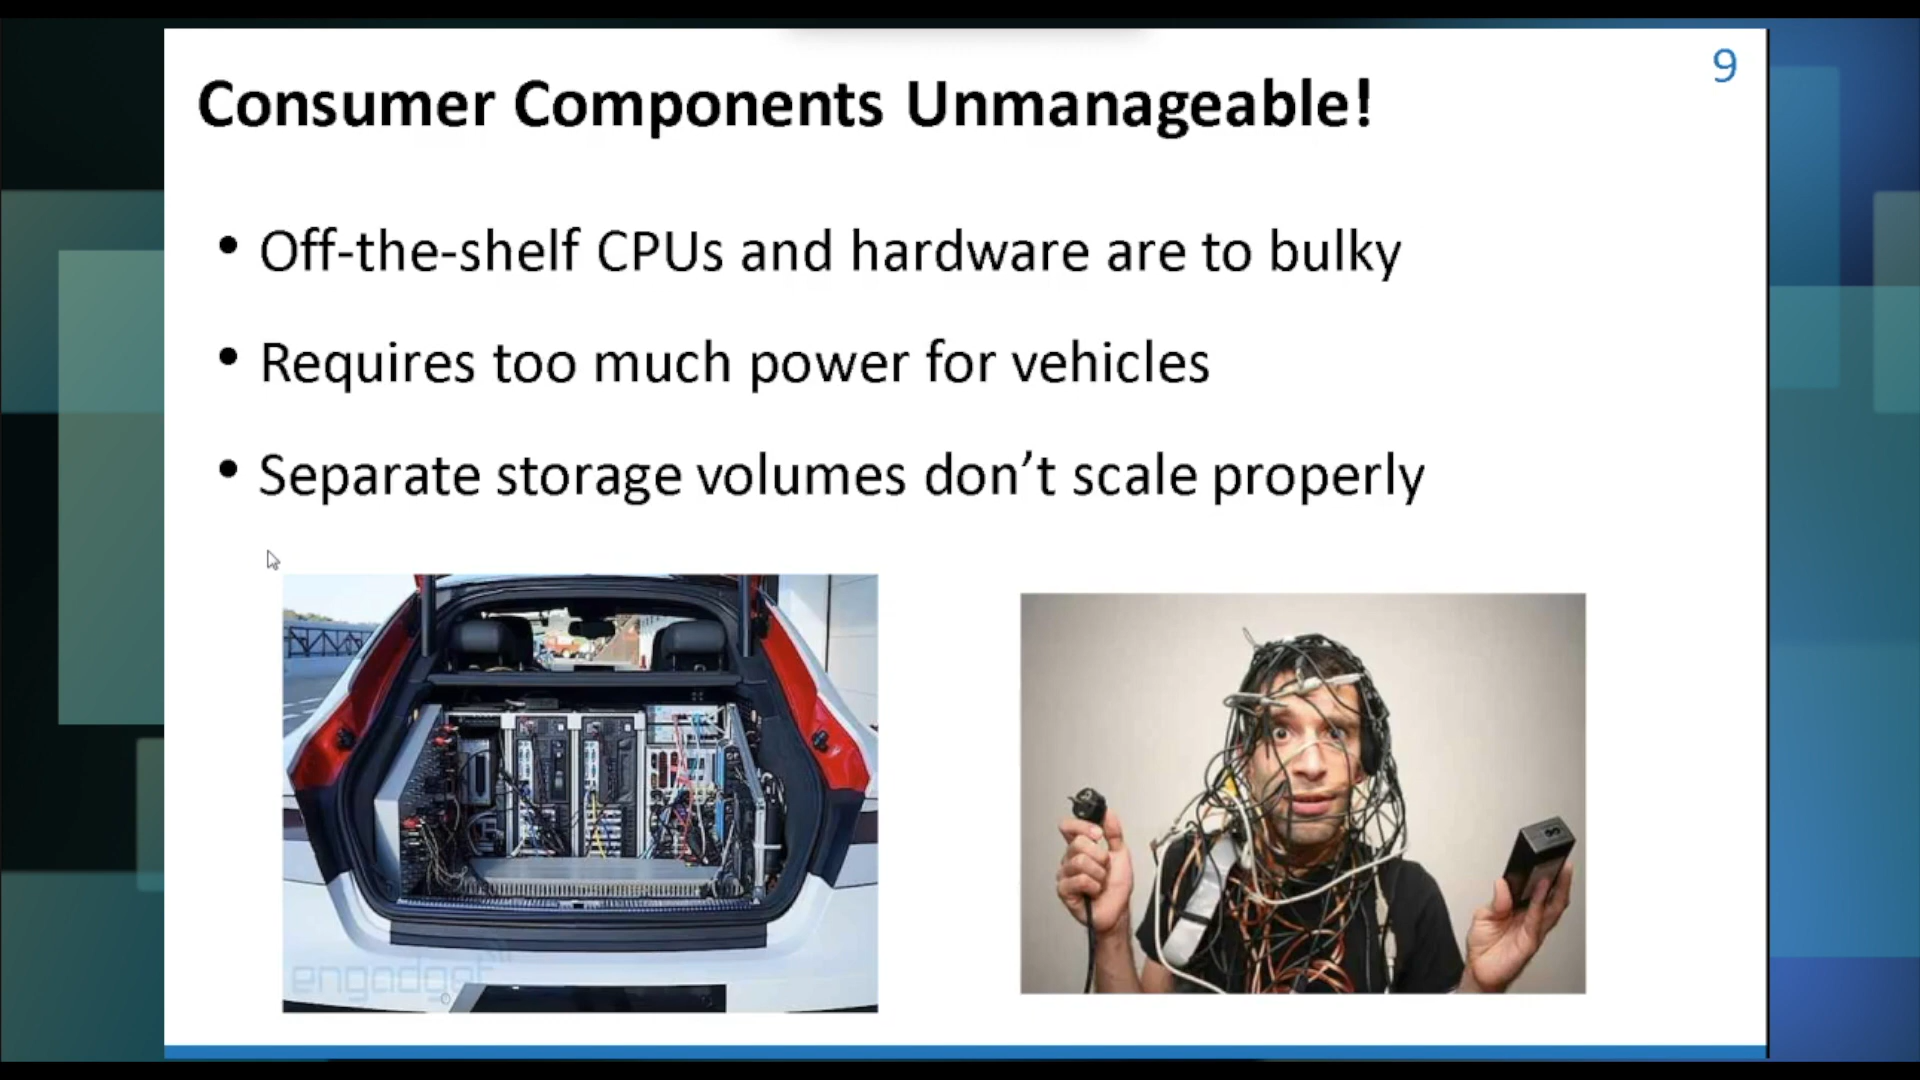 9
Consumer Components Unmanageable!
• Off-the-shelf CPUs and hardware are to bulky
• Requires too much power for vehicles
• Separate storage volumes don’t scale properly
engadget